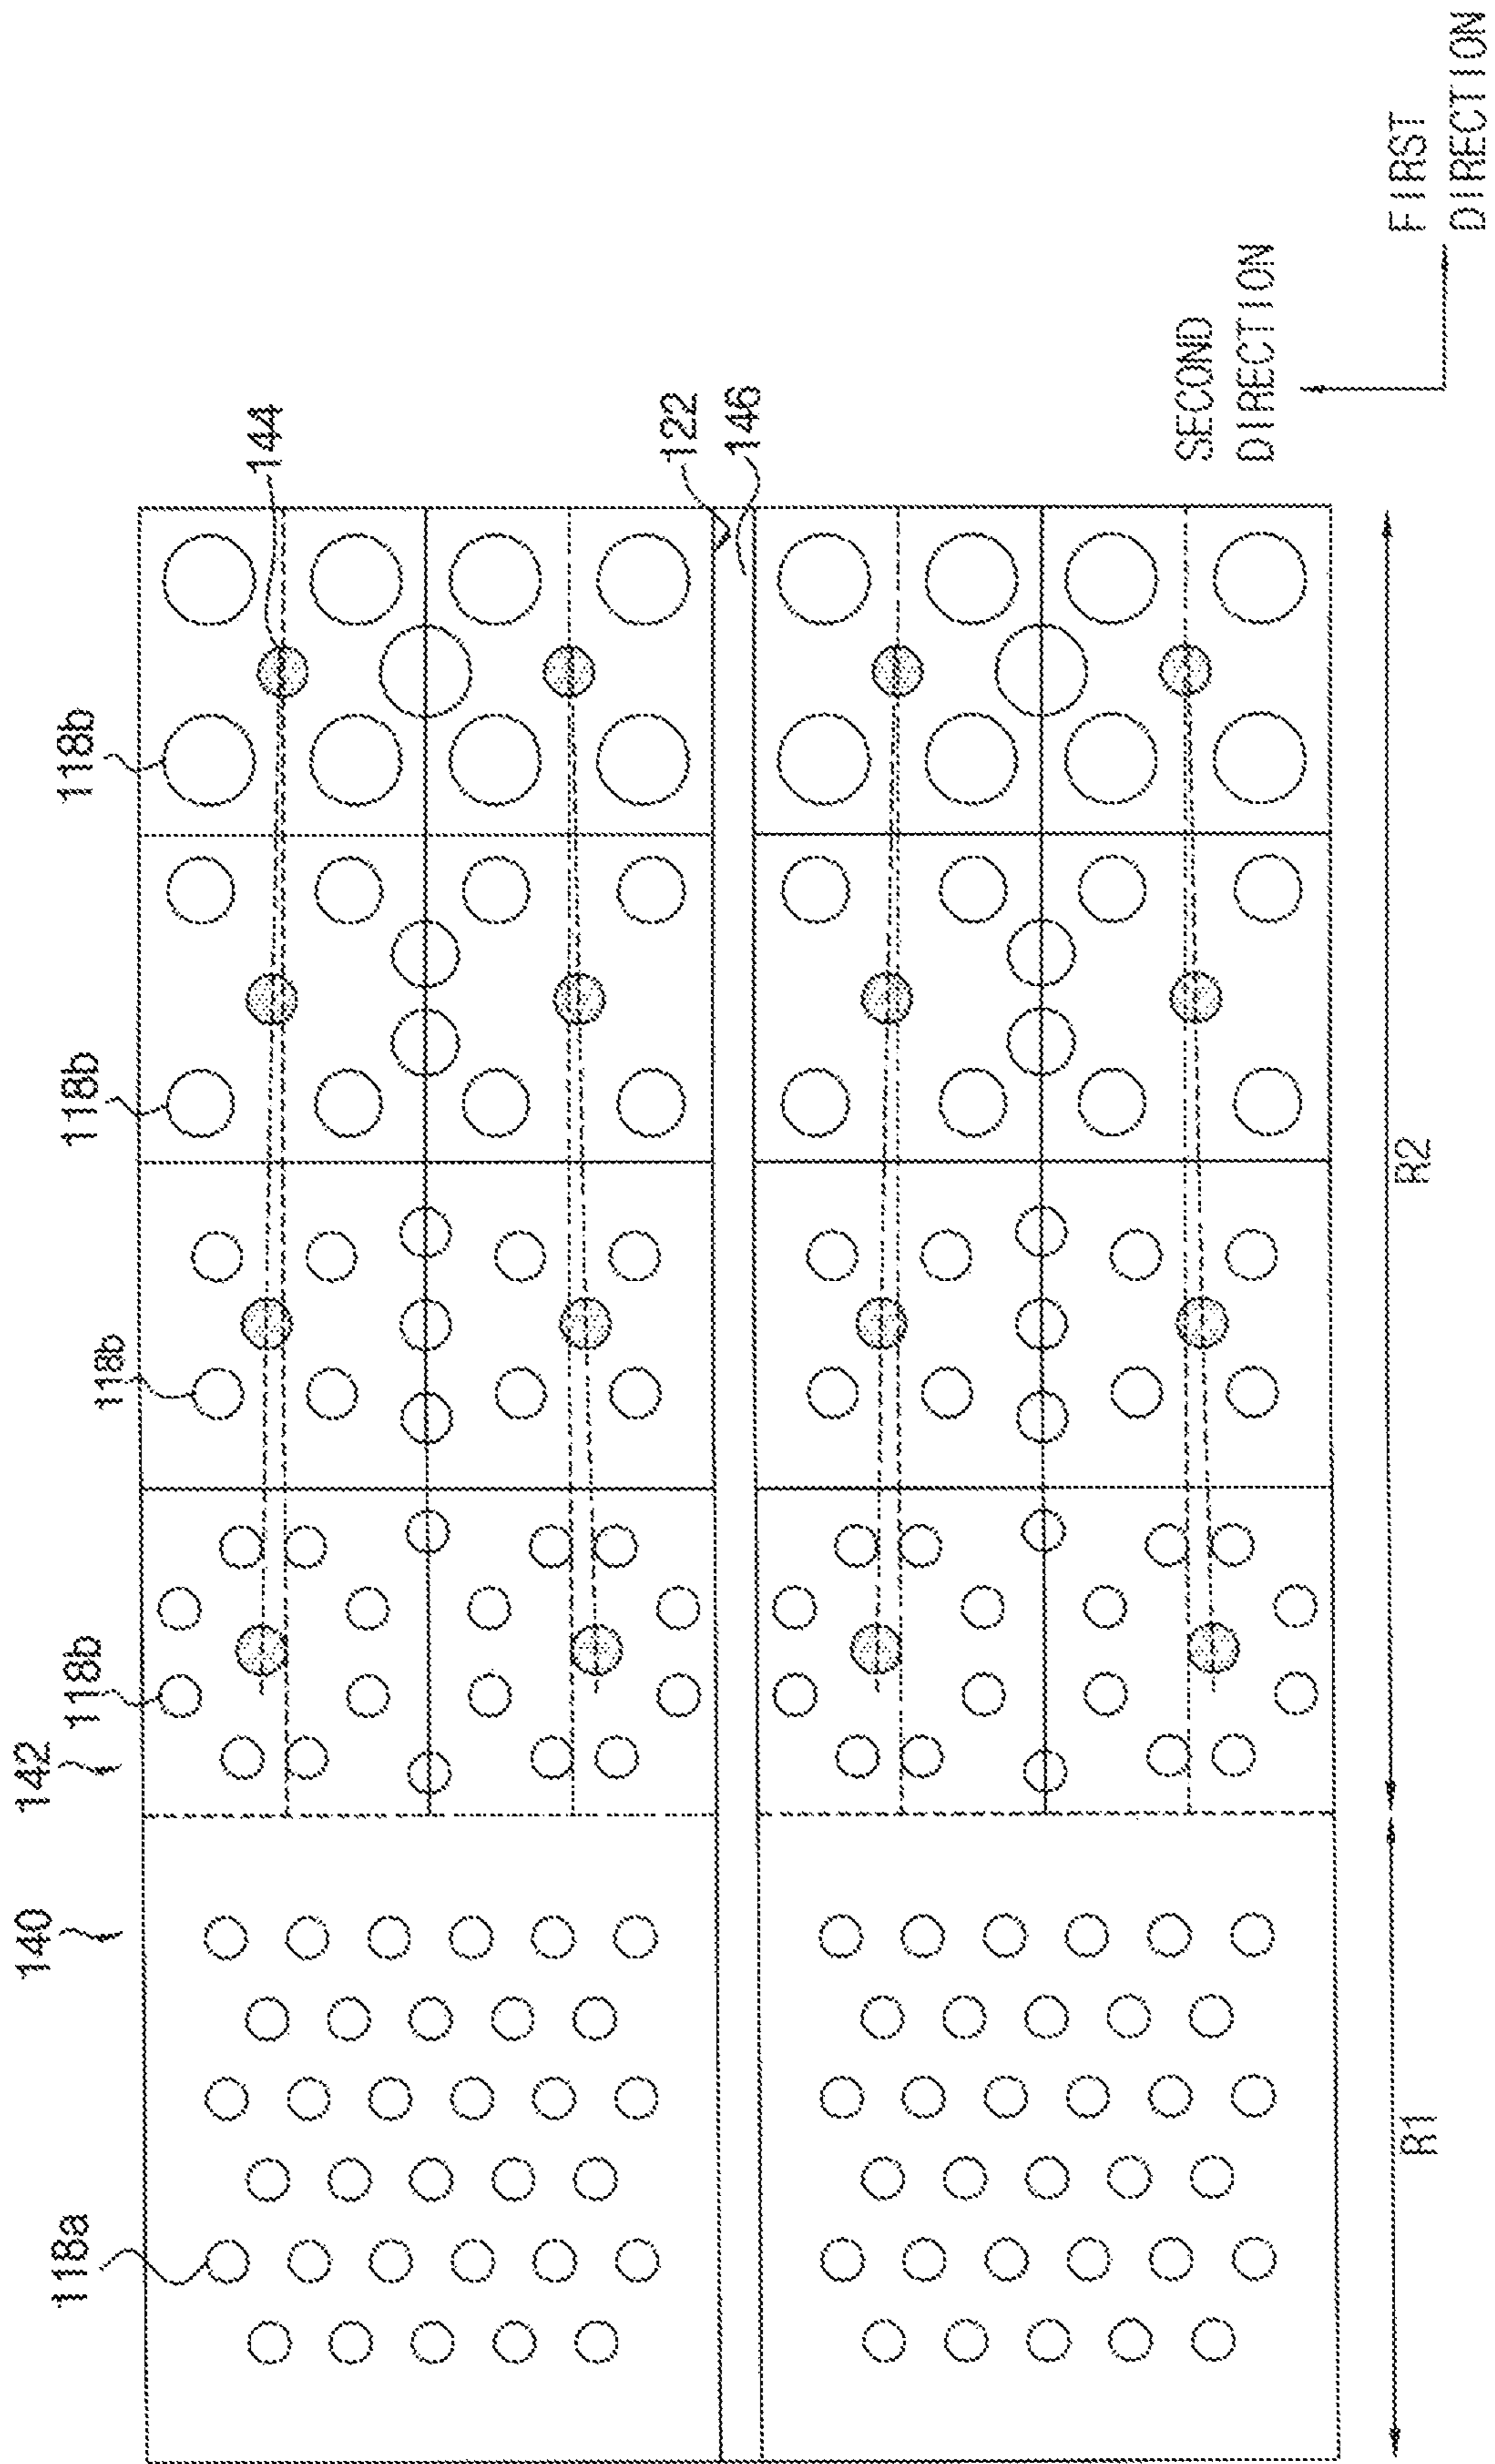 118a
140
142
118b
118b
118b
118b
144
122
146
SECOND
DIRECTION
FIRST
DIRECTION
R1
R2